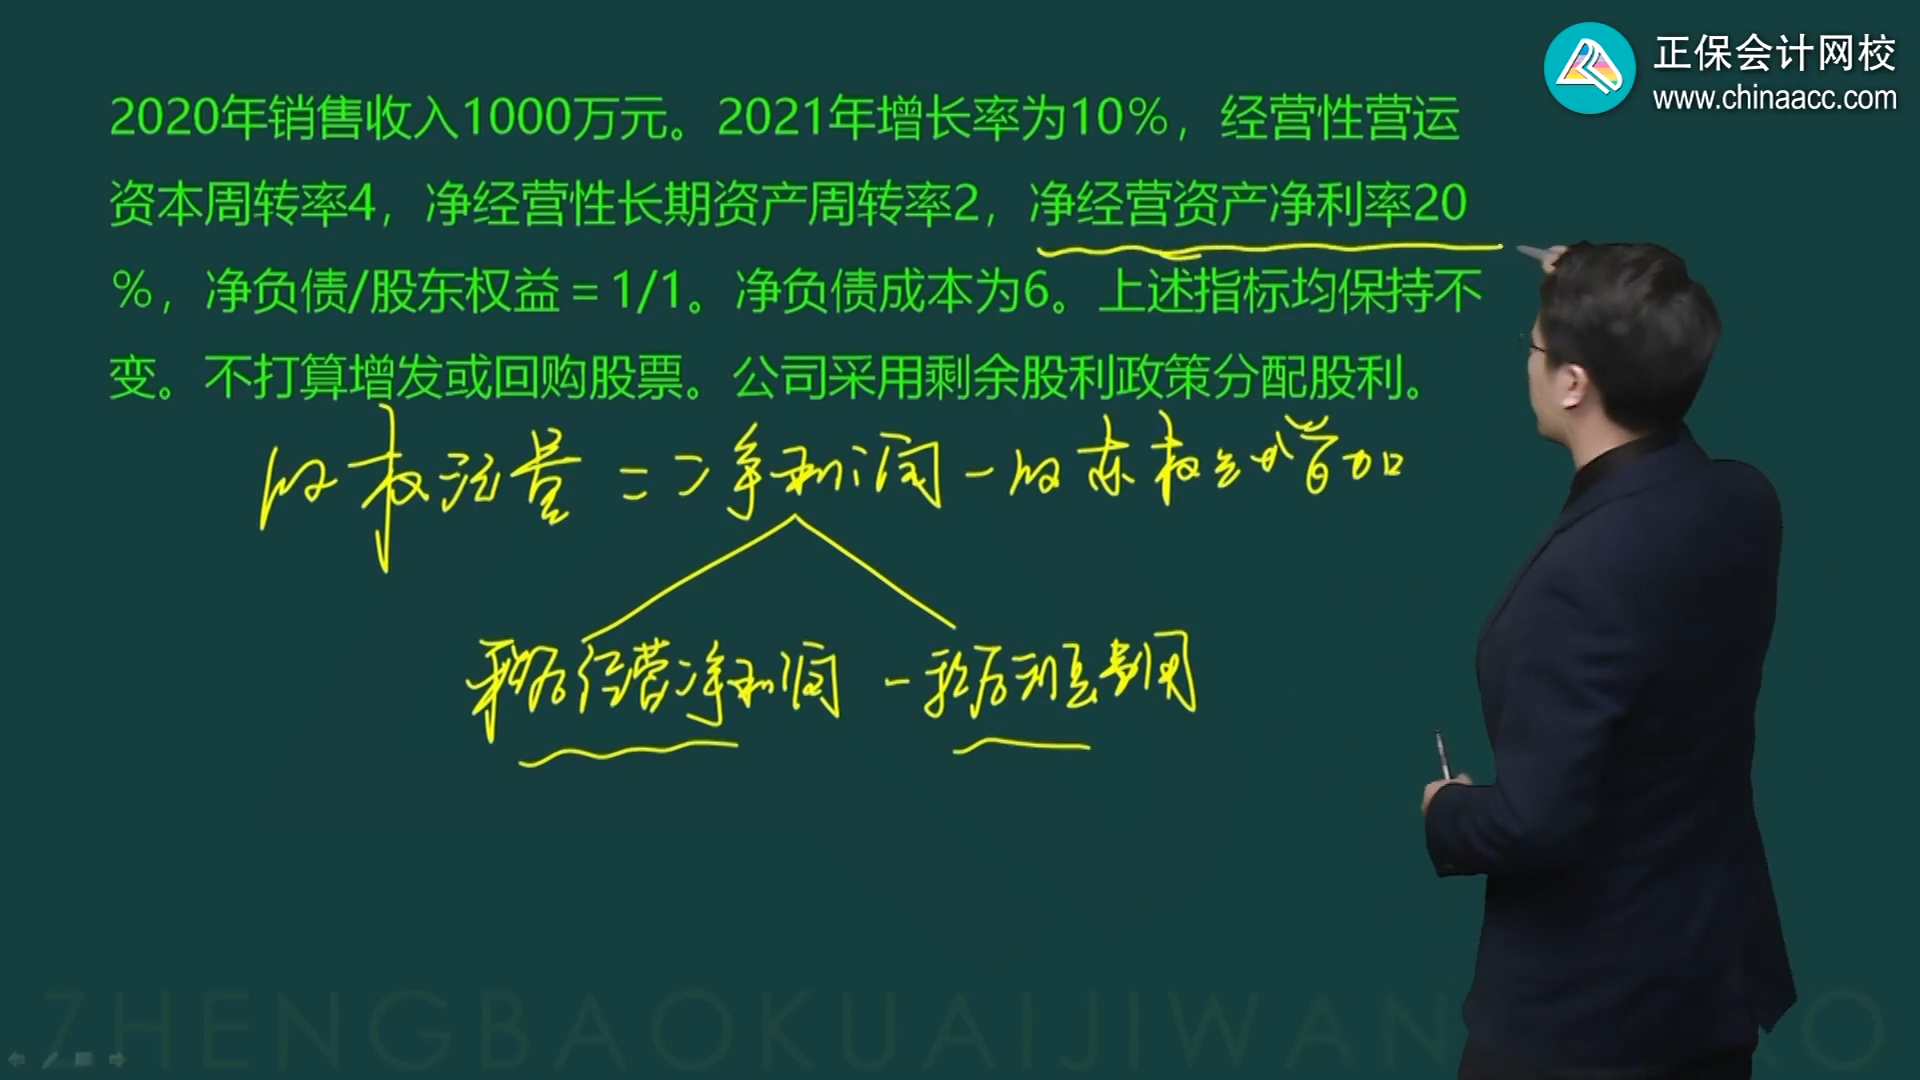 正保会计网校
www.chinaacc.com
2020年销售收入1000万元。2021年增长率为10%，经营性营运
资本周转率4，净经营性长期资产周转率2，净经营资产净利率20
%，净负债/股东权益＝1/1。净负债成本为6。上述指标均保持不
变。不打算增发或回购股票。公司采用剩余股利政策分配股利。
股权流量 = 净利润 - 股东权益增加
税后经营净利润 - 税后利息费用
ZHENGBAOKUAIJIWAN